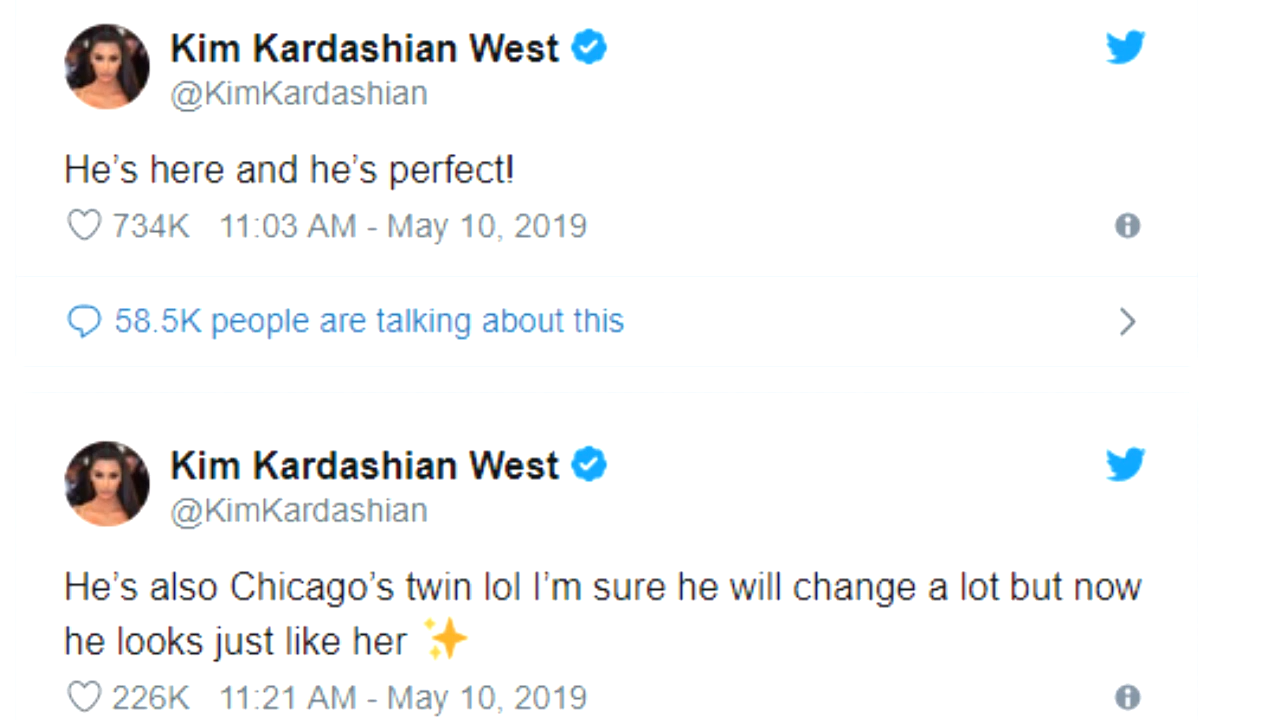 Kim Kardashian West
@KimKardashian
He’s here and he’s perfect!
734K 11:03 AM - May 10, 2019
58.5K people are talking about this
Kim Kardashian West
@KimKardashian
He’s also Chicago’s twin lol I’m sure he will change a lot but now
he looks just like her ✨
226K 11:21 AM - May 10, 2019